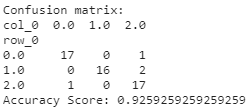 Confusion matrix:
col_0  0.0  1.0  2.0
row_0
0.0     17    0    1
1.0      0   16    2
2.0      1    0   17
Accuracy Score: 0.9259259259259259